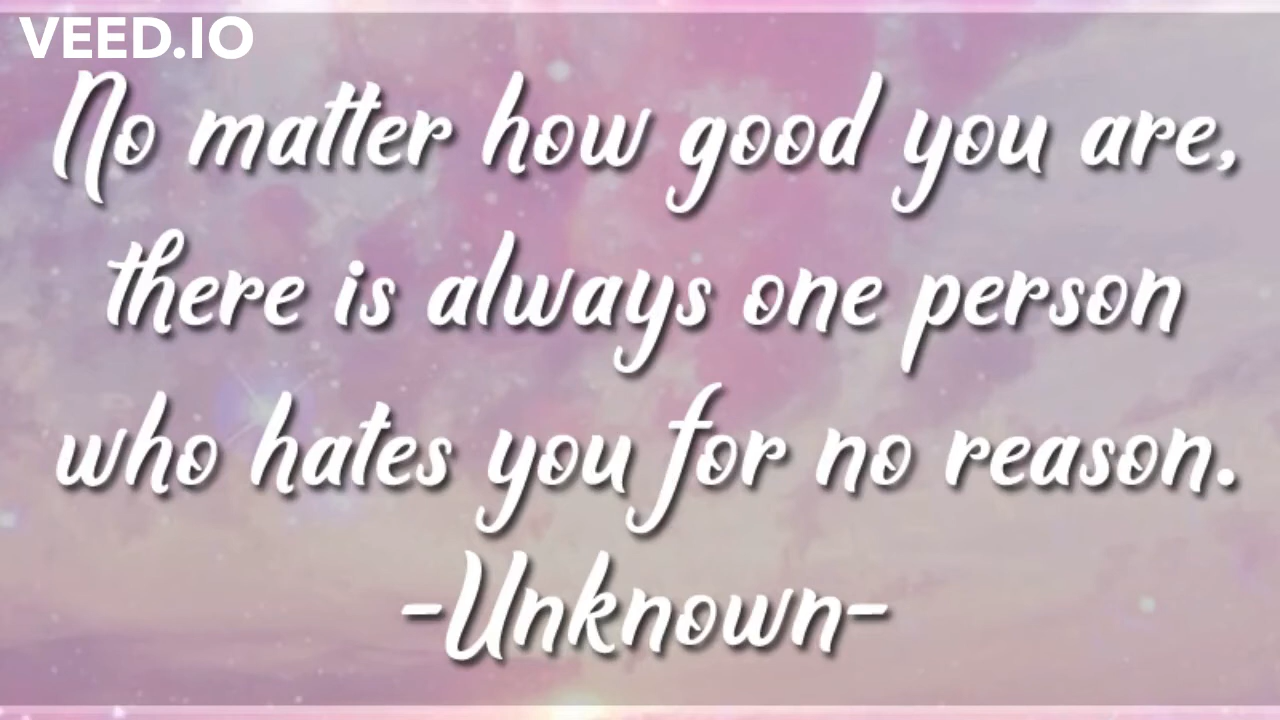 VEED.IO
No matter how good you are,
there is always one person
who hates you for no reason.
-Unknown-